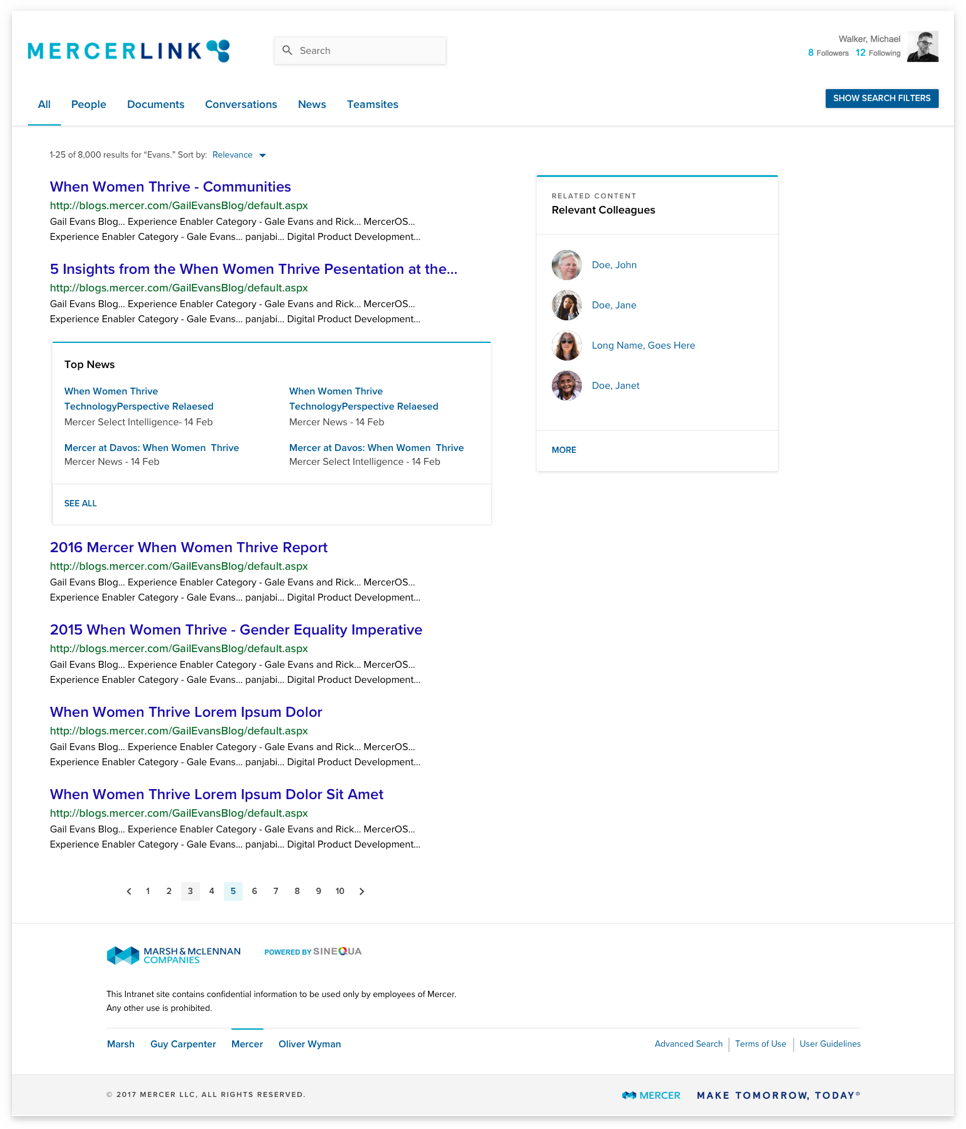 MERCERLINK
Search
Walker, Michael
8 Followers 12 Following
All People Documents Conversations News Teamsites
SHOW SEARCH FILTERS
1-25 of 8,000 results for “Evans.” Sort by: Relevance
When Women Thrive - Communities
http://blogs.mercer.com/GailEvansBlog/default.aspx
Gail Evans Blog... Experience Enabler Category - Gale Evans and Rick... MercerOS...
Experience Enabler Category - Gale Evans... panjabi... Digital Product Development...
5 Insights from the When Women Thrive Pesentation at the...
http://blogs.mercer.com/GailEvansBlog/default.aspx
Gail Evans Blog... Experience Enabler Category - Gale Evans and Rick... MercerOS...
Experience Enabler Category - Gale Evans... panjabi... Digital Product Development...
Top News
When Women Thrive
TechnologyPerspective Relaesed
Mercer Select Intelligence- 14 Feb
When Women Thrive
TechnologyPerspective Relaesed
Mercer News - 14 Feb
Mercer at Davos: When Women Thrive
Mercer News - 14 Feb
Mercer at Davos: When Women Thrive
Mercer Select Intelligence - 14 Feb
SEE ALL
2016 Mercer When Women Thrive Report
http://blogs.mercer.com/GailEvansBlog/default.aspx
Gail Evans Blog... Experience Enabler Category - Gale Evans and Rick... MercerOS...
Experience Enabler Category - Gale Evans... panjabi... Digital Product Development...
2015 When Women Thrive - Gender Equality Imperative
http://blogs.mercer.com/GailEvansBlog/default.aspx
Gail Evans Blog... Experience Enabler Category - Gale Evans and Rick... MercerOS...
Experience Enabler Category - Gale Evans... panjabi... Digital Product Development...
When Women Thrive Lorem Ipsum Dolor
http://blogs.mercer.com/GailEvansBlog/default.aspx
Gail Evans Blog... Experience Enabler Category - Gale Evans and Rick... MercerOS...
Experience Enabler Category - Gale Evans... panjabi... Digital Product Development...
When Women Thrive Lorem Ipsum Dolor Sit Amet
http://blogs.mercer.com/GailEvansBlog/default.aspx
Gail Evans Blog... Experience Enabler Category - Gale Evans and Rick... MercerOS...
Experience Enabler Category - Gale Evans... panjabi... Digital Product Development...
RELATED CONTENT
Relevant Colleagues
Doe, John
Doe, Jane
Long Name, Goes Here
Doe, Janet
MORE
1 2 3 4 5 6 7 8 9 10
MARSH & McLENNAN
COMPANIES
POWERED BY SINEQUA
This Intranet site contains confidential information to be used only by employees of Mercer.
Any other use is prohibited.
Marsh Guy Carpenter Mercer Oliver Wyman
Advanced Search Terms of Use User Guidelines
© 2017 MERCER LLC, ALL RIGHTS RESERVED.
MERCER MAKE TOMORROW, TODAY®